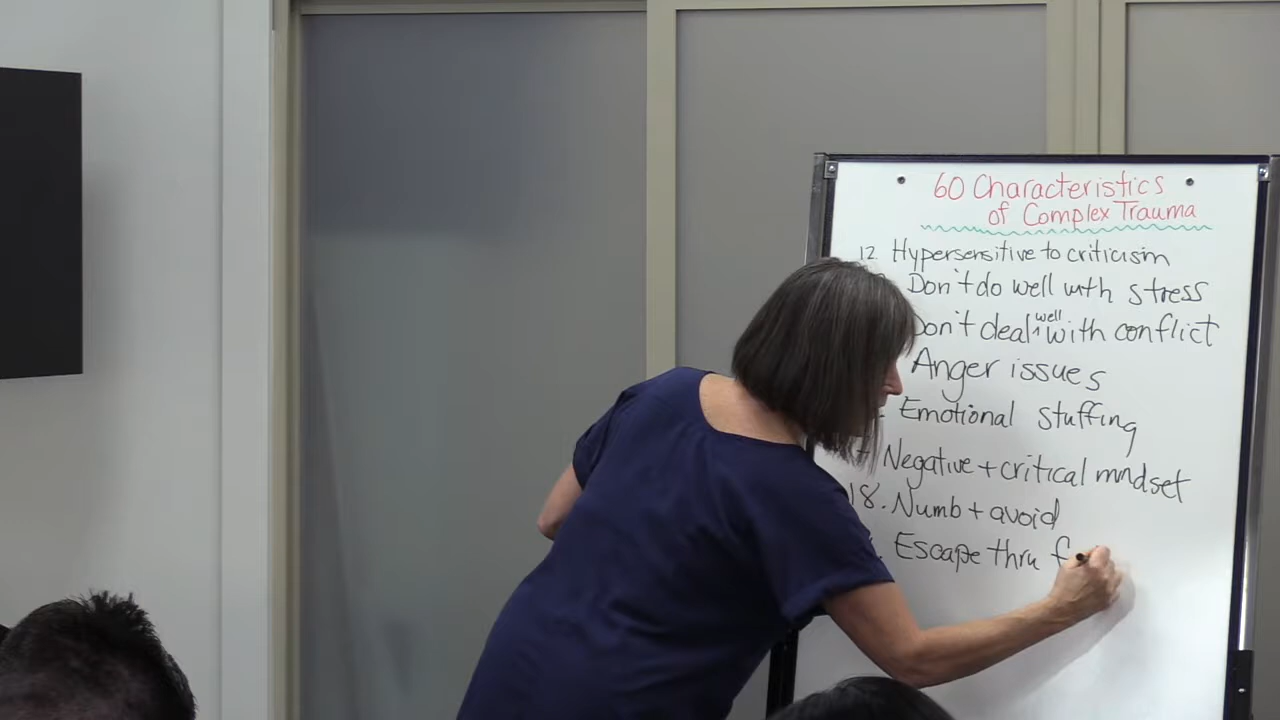 60 Characteristics
of Complex Trauma
12 Hypersensitive to criticism
Don't do well with stress
Don't deal well with conflict
Anger issues
Emotional stuffing
Negative + critical mindset
18. Numb + avoid
Escape thru f